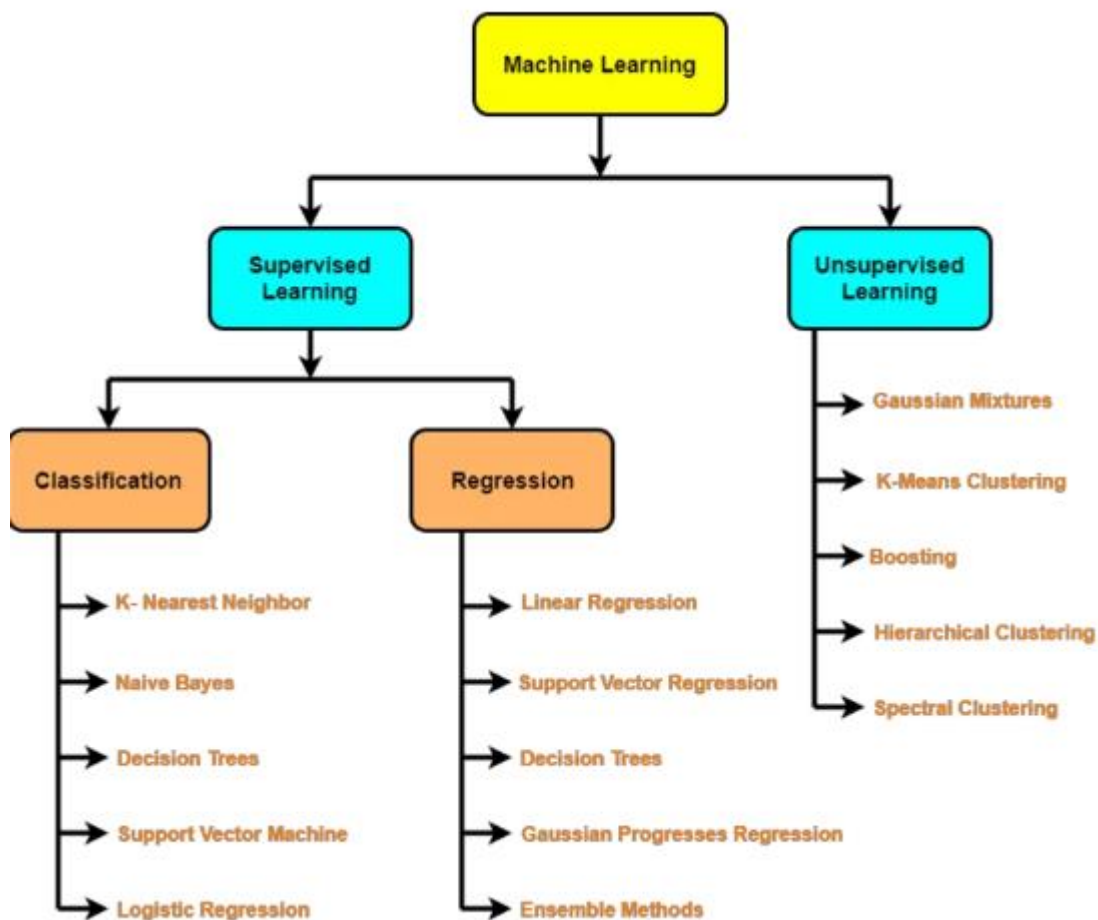 Machine Learning
Supervised
Learning
Unsupervised
Learning
Classification
Regression
K- Nearest Neighbor
Naive Bayes
Decision Trees
Support Vector Machine
Logistic Regression
Linear Regression
Support Vector Regression
Decision Trees
Gaussian Progresses Regression
Ensemble Methods
Gaussian Mixtures
K-Means Clustering
Boosting
Hierarchical Clustering
Spectral Clustering